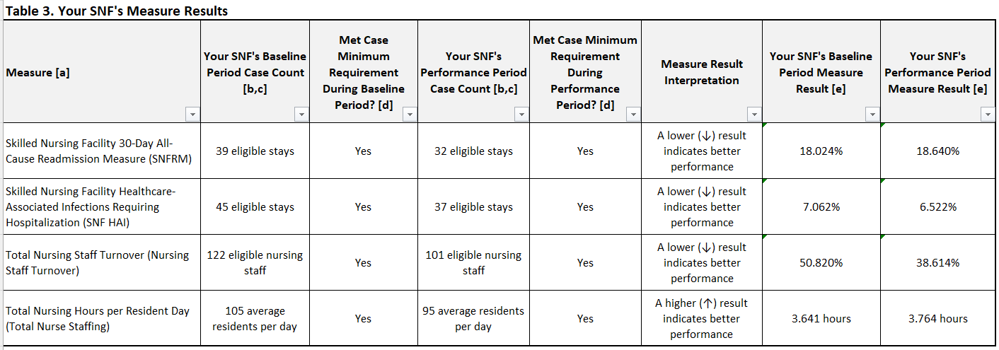 Table 3. Your SNF's Measure Results
Measure [a]
Your SNF's Baseline
Period Case Count
[b,c]
Met Case
Minimum
Requirement
During Baseline
Period? [d]
Your SNF's
Performance Period
Case Count [b,c]
Met Case Minimum
Requirement
During
Performance
Period? [d]
Measure Result
Interpretation
Your SNF's Baseline
Period Measure
Result [e]
Your SNF's
Performance Period
Measure Result [e]
Skilled Nursing Facility 30-Day All-
Cause Readmission Measure (SNFRM)
39 eligible stays
Yes
32 eligible stays
Yes
A lower (↓) result
indicates better
performance
18.024%
18.640%
Skilled Nursing Facility Healthcare-
Associated Infections Requiring
Hospitalization (SNF HAI)
45 eligible stays
Yes
37 eligible stays
Yes
A lower (↓) result
indicates better
performance
7.062%
6.522%
Total Nursing Staff Turnover (Nursing
Staff Turnover)
122 eligible nursing
staff
Yes
101 eligible nursing
staff
Yes
A lower (↓) result
indicates better
performance
50.820%
38.614%
Total Nursing Hours per Resident Day
(Total Nurse Staffing)
105 average
residents per day
Yes
95 average residents
per day
Yes
A higher (↑) result
indicates better
performance
3.641 hours
3.764 hours